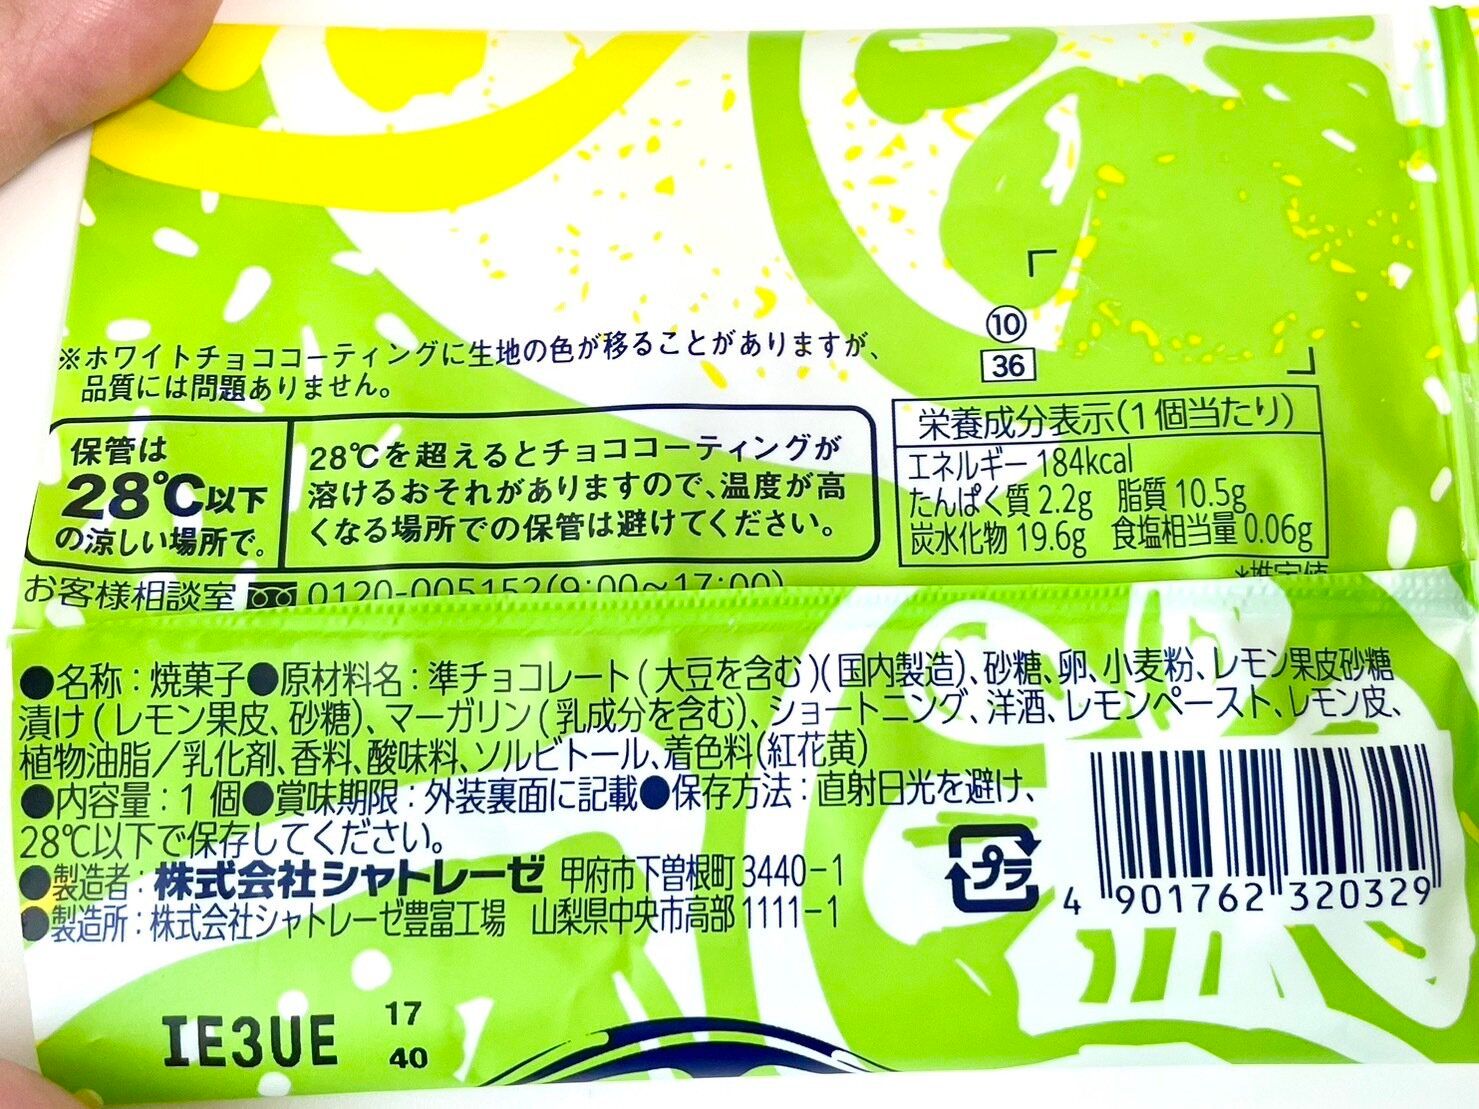 ※ホワイトチョココーティングに生地の色が移ることがありますが、
品質には問題ありません。
⑩
36
保管は
28℃以下
の涼しい場所で。
28℃を超えるとチョココーティングが
溶けるおそれがありますので、温度が高
くなる場所での保管は避けてください。
栄養成分表示(1個当たり)
エネルギー 184kcal
たんぱく質 2.2g 脂質 10.5g
炭水化物 19.6g 食塩相当量 0.06g
*推定値
お客様相談室 0120-005152(9:00~17:00)
●名称:焼菓子●原材料名:準チョコレート(大豆を含む)(国内製造)、砂糖、卵、小麦粉、レモン果皮砂糖
漬け(レモン果皮、砂糖)、マーガリン(乳成分を含む)、ショートニング、洋酒、レモンペースト、レモン皮、
植物油脂/乳化剤、香料、酸味料、ソルビトール、着色料(紅花黄)
●内容量:1個●賞味期限:外装裏面に記載●保存方法:直射日光を避け、
28℃以下で保存してください。
●製造者:株式会社シャトレーゼ 甲府市下曽根町3440-1
●製造所:株式会社シャトレーゼ豊富工場 山梨県中央市高部1111-1
プラ
4 901762 320329
IE3UE
17
40